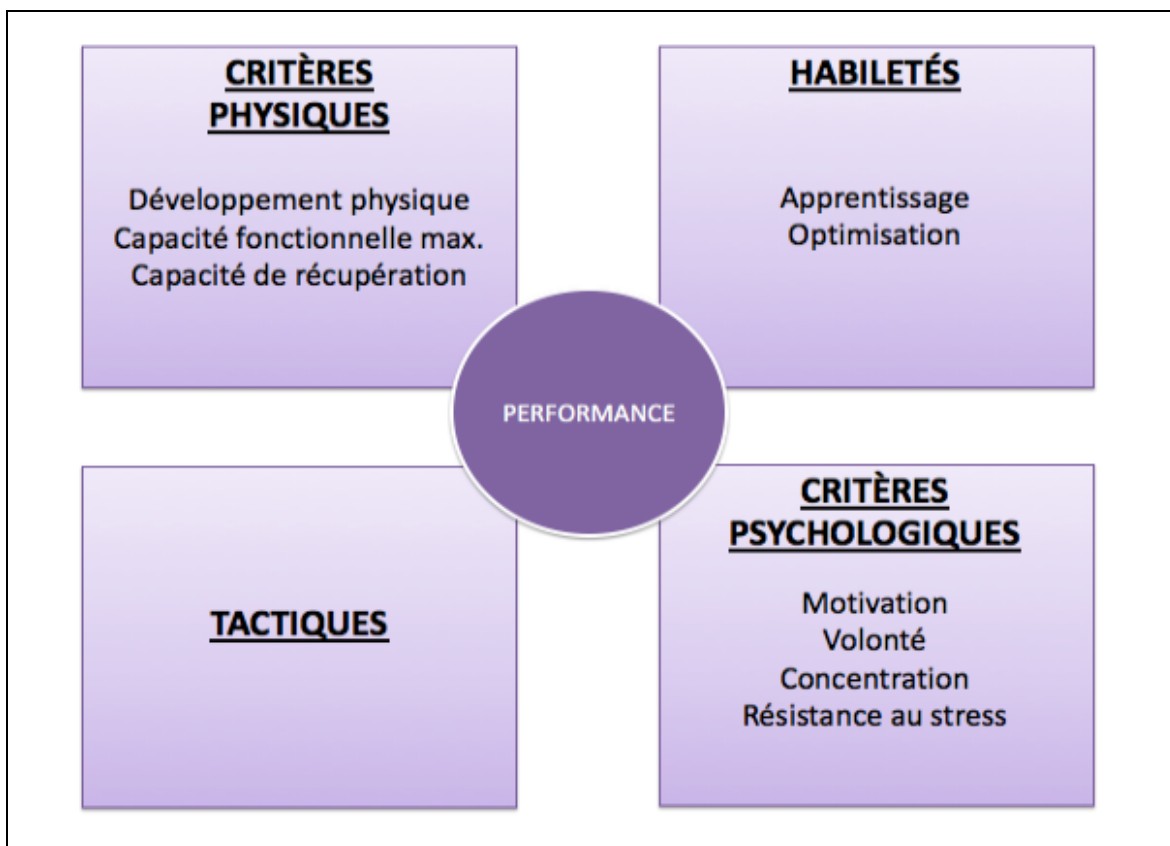 CRITÈRES
PHYSIQUES
Développement physique
Capacité fonctionnelle max.
Capacité de récupération
HABILETÉS
Apprentissage
Optimisation
PERFORMANCE
TACTIQUES
CRITÈRES
PSYCHOLOGIQUES
Motivation
Volonté
Concentration
Résistance au stress